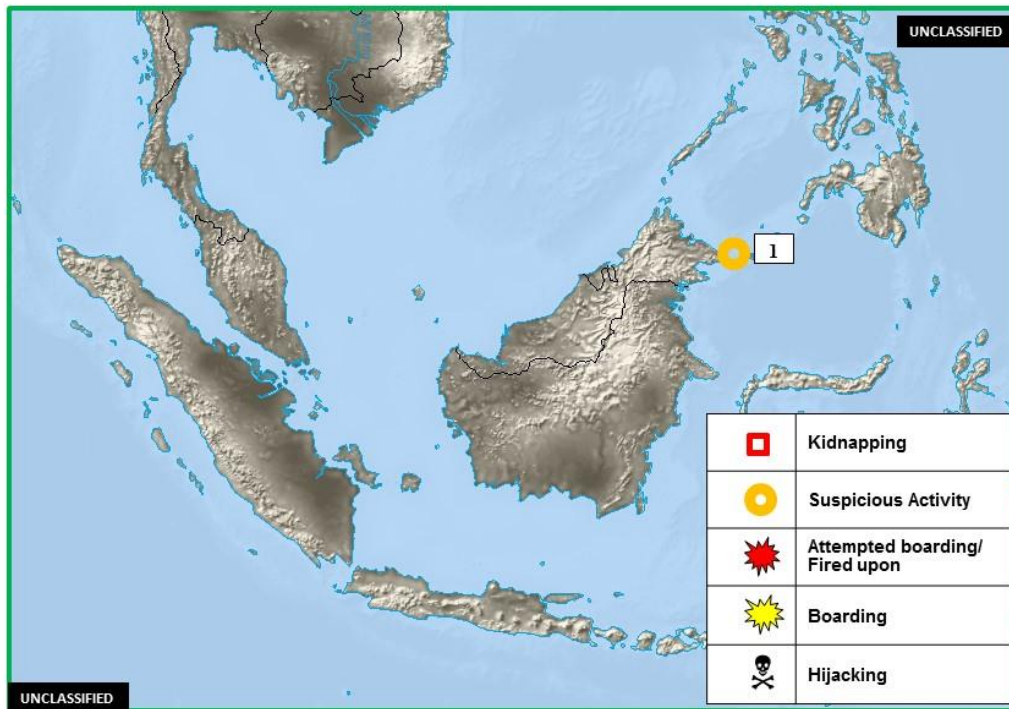 UNCLASSIFIED
1
Kidnapping
Suspicious Activity
Attempted boarding/
Fired upon
Boarding
Hijacking
UNCLASSIFIED